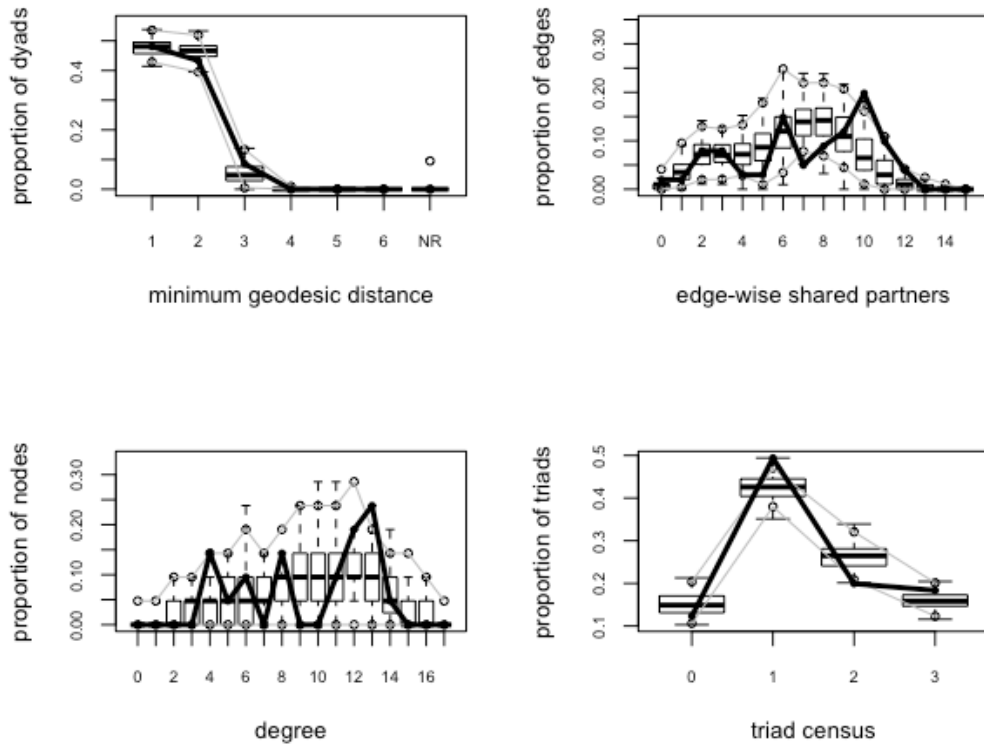 proportion of dyads
0.4
0.2
0.0
1 2 3 4 5 6 NR
minimum geodesic distance
proportion of edges
0.30
0.20
0.10
0.00
0 2 4 6 8 10 12 14
edge-wise shared partners
proportion of nodes
0.30
0.20
0.10
0.00
0 2 4 6 8 10 12 14 16
degree
proportion of triads
0.5
0.4
0.3
0.2
0.1
0 1 2 3
triad census